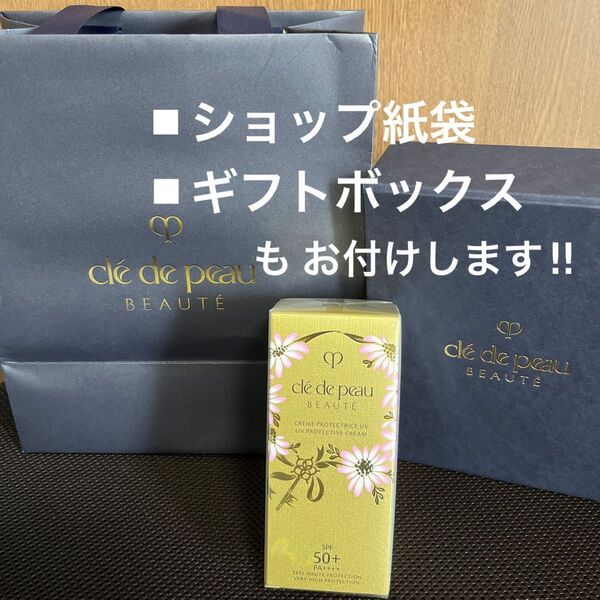 ■ ショップ紙袋
■ ギフトボックス
も お付けします!!
clé de peau
BEAUTÉ
clé de peau
BEAUTÉ
clé de peau
BEAUTÉ
CRÈME PROTECTRICE UV
UV PROTECTIVE CREAM
SPF
50+
PA++++
TRÈS HAUTE PROTECTION
VERY HIGH PROTECTION